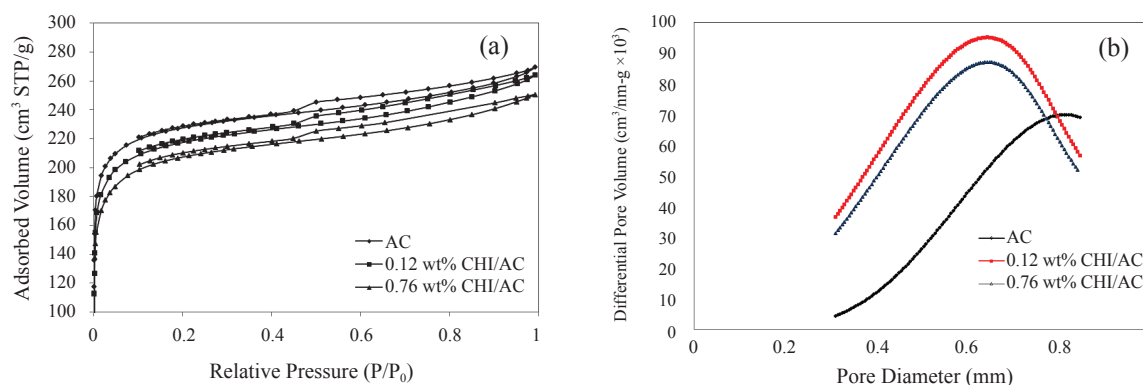 (a)
Adsorbed Volume (cm³ STP/g)
300
280
260
240
220
200
180
160
140
120
100
AC
0.12 wt% CHI/AC
0.76 wt% CHI/AC
0 0.2 0.4 0.6 0.8 1
Relative Pressure (P/P₀)
(b)
Differential Pore Volume (cm³/nm-g ×10³)
100
90
80
70
60
50
40
30
20
10
0
AC
0.12 wt% CHI/AC
0.76 wt% CHI/AC
0 0.2 0.4 0.6 0.8
Pore Diameter (mm)